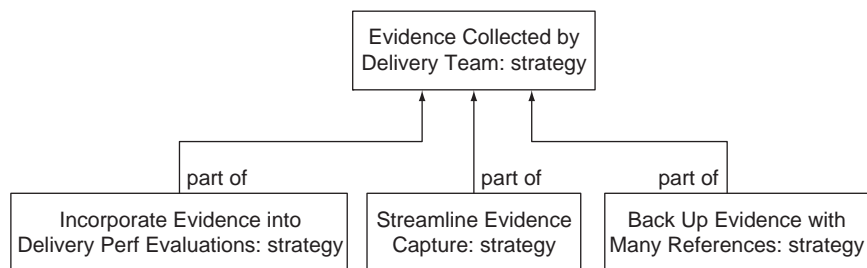 Evidence Collected by
Delivery Team: strategy
part of
part of
part of
Incorporate Evidence into
Delivery Perf Evaluations: strategy
Streamline Evidence
Capture: strategy
Back Up Evidence with
Many References: strategy